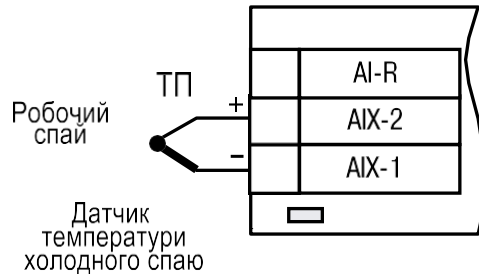 ТП
AI-R
+
AIX-2
Робочий
спай
-
AIX-1
Датчик
температури
холодного спаю